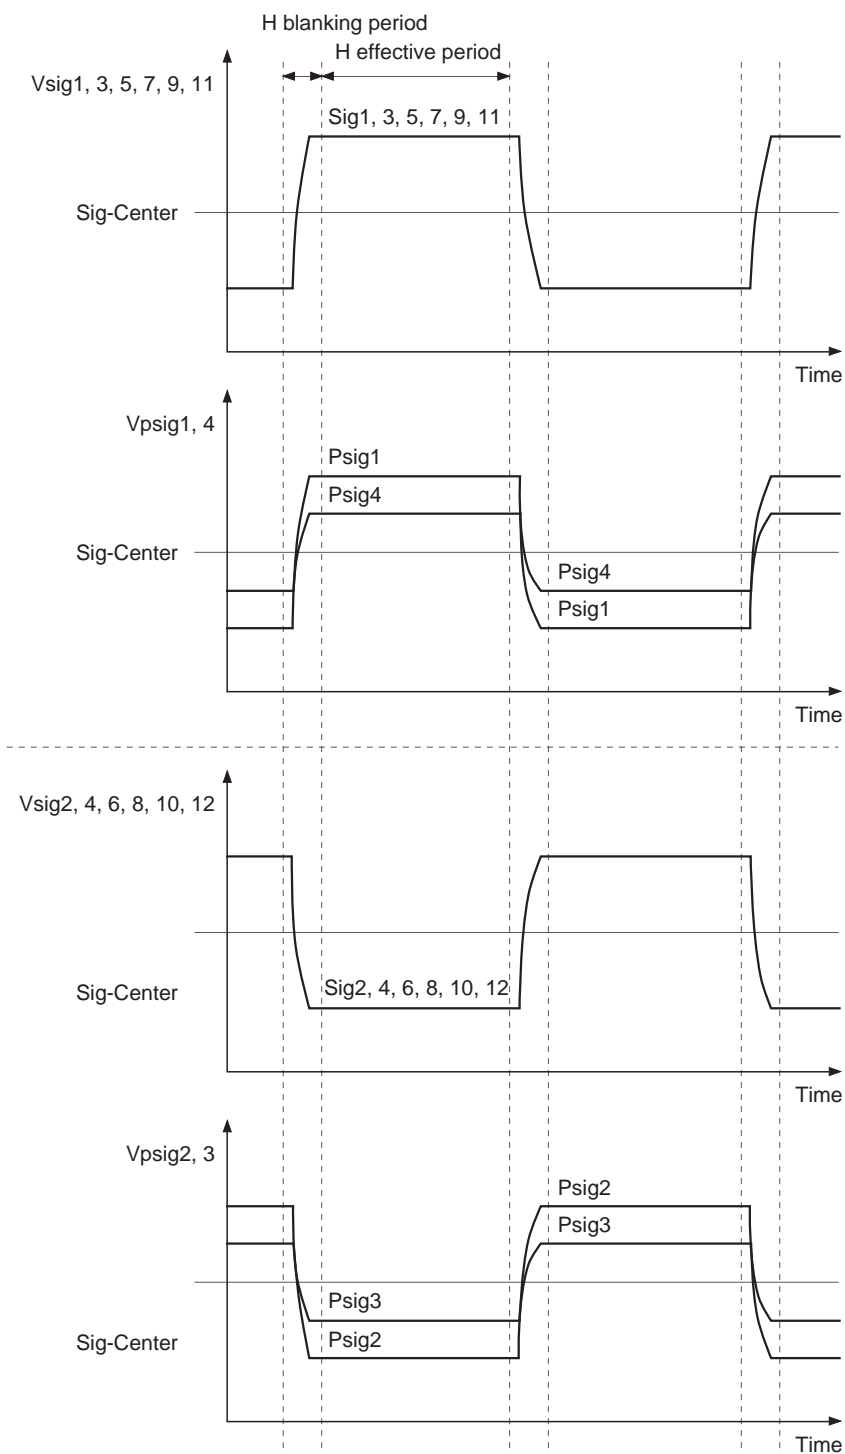 H blanking period
H effective period
Vsig1, 3, 5, 7, 9, 11
Sig1, 3, 5, 7, 9, 11
Sig-Center
Time
Vpsig1, 4
Psig1
Psig4
Sig-Center
Psig4
Psig1
Time
Vsig2, 4, 6, 8, 10, 12
Sig-Center
Sig2, 4, 6, 8, 10, 12
Time
Vpsig2, 3
Psig2
Psig3
Psig3
Sig-Center
Psig2
Time